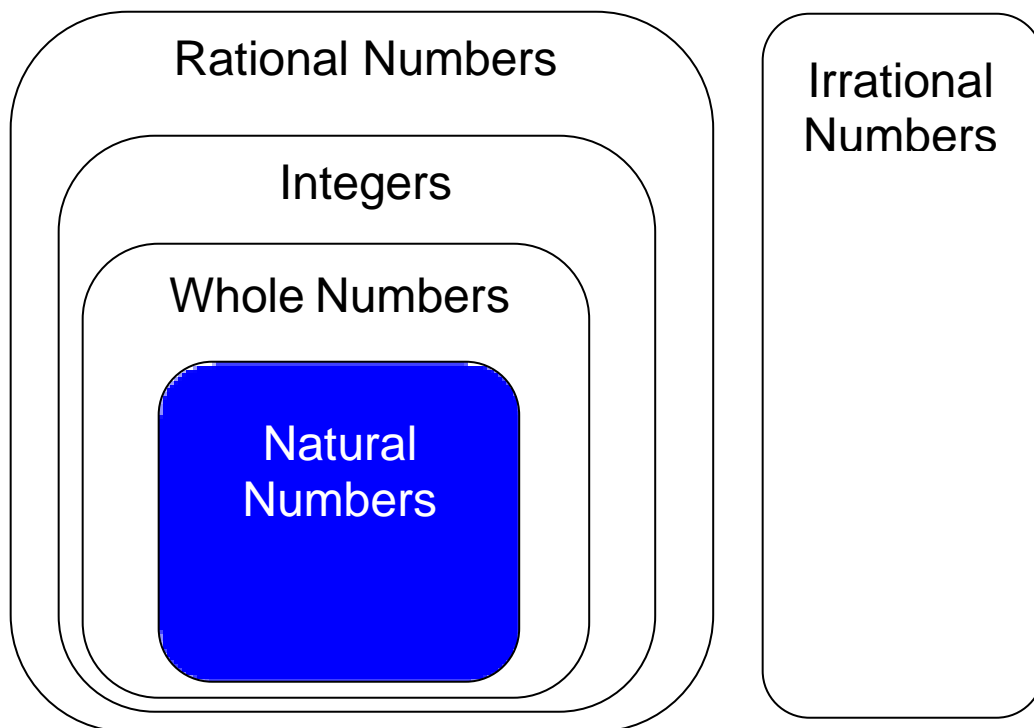 Rational Numbers
Irrational
Numbers
Integers
Whole Numbers
Natural
Numbers